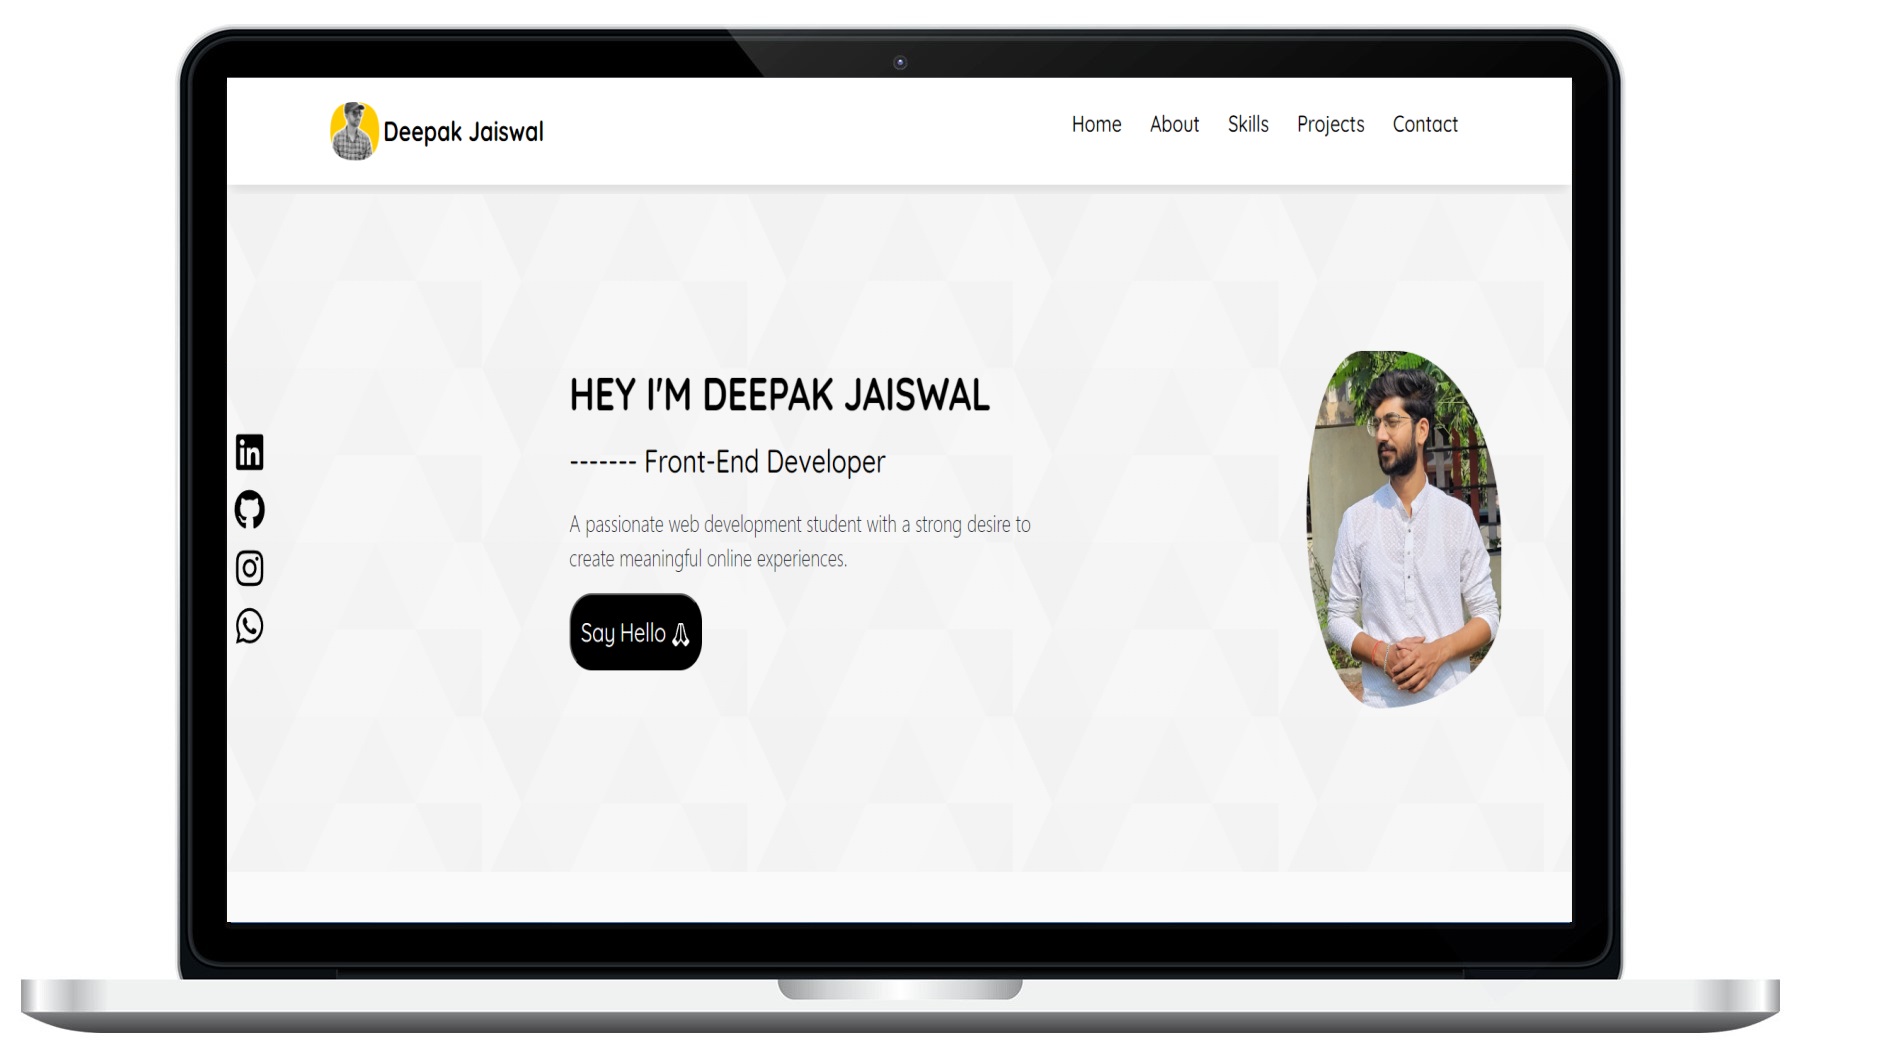 Deepak Jaiswal
Home About Skills Projects Contact
HEY I'M DEEPAK JAISWAL
------- Front-End Developer
A passionate web development student with a strong desire to
create meaningful online experiences.
Say Hello 🙏
in